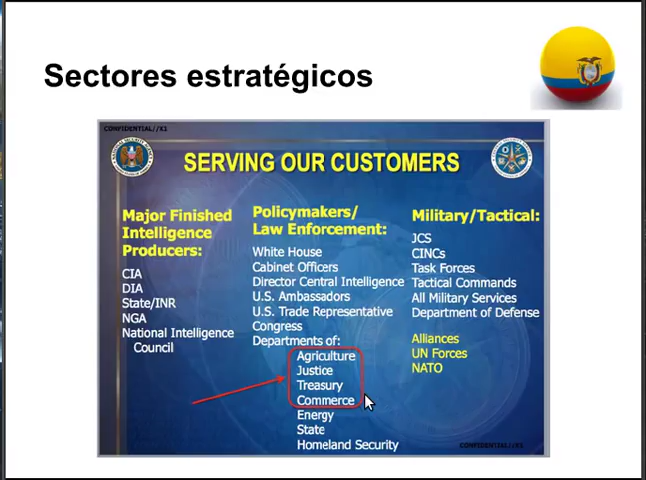 Sectores estratégicos
CONFIDENTIAL//X1
SERVING OUR CUSTOMERS
Major Finished
Intelligence
Producers:
CIA
DIA
State/INR
NGA
National Intelligence
Council
Policymakers/
Law Enforcement:
White House
Cabinet Officers
Director Central Intelligence
U.S. Ambassadors
U.S. Trade Representative
Congress
Departments of:
Agriculture
Justice
Treasury
Commerce
Energy
State
Homeland Security
Military/Tactical:
JCS
CINCs
Task Forces
Tactical Commands
All Military Services
Department of Defense
Alliances
UN Forces
NATO
CONFIDENTIAL//X1